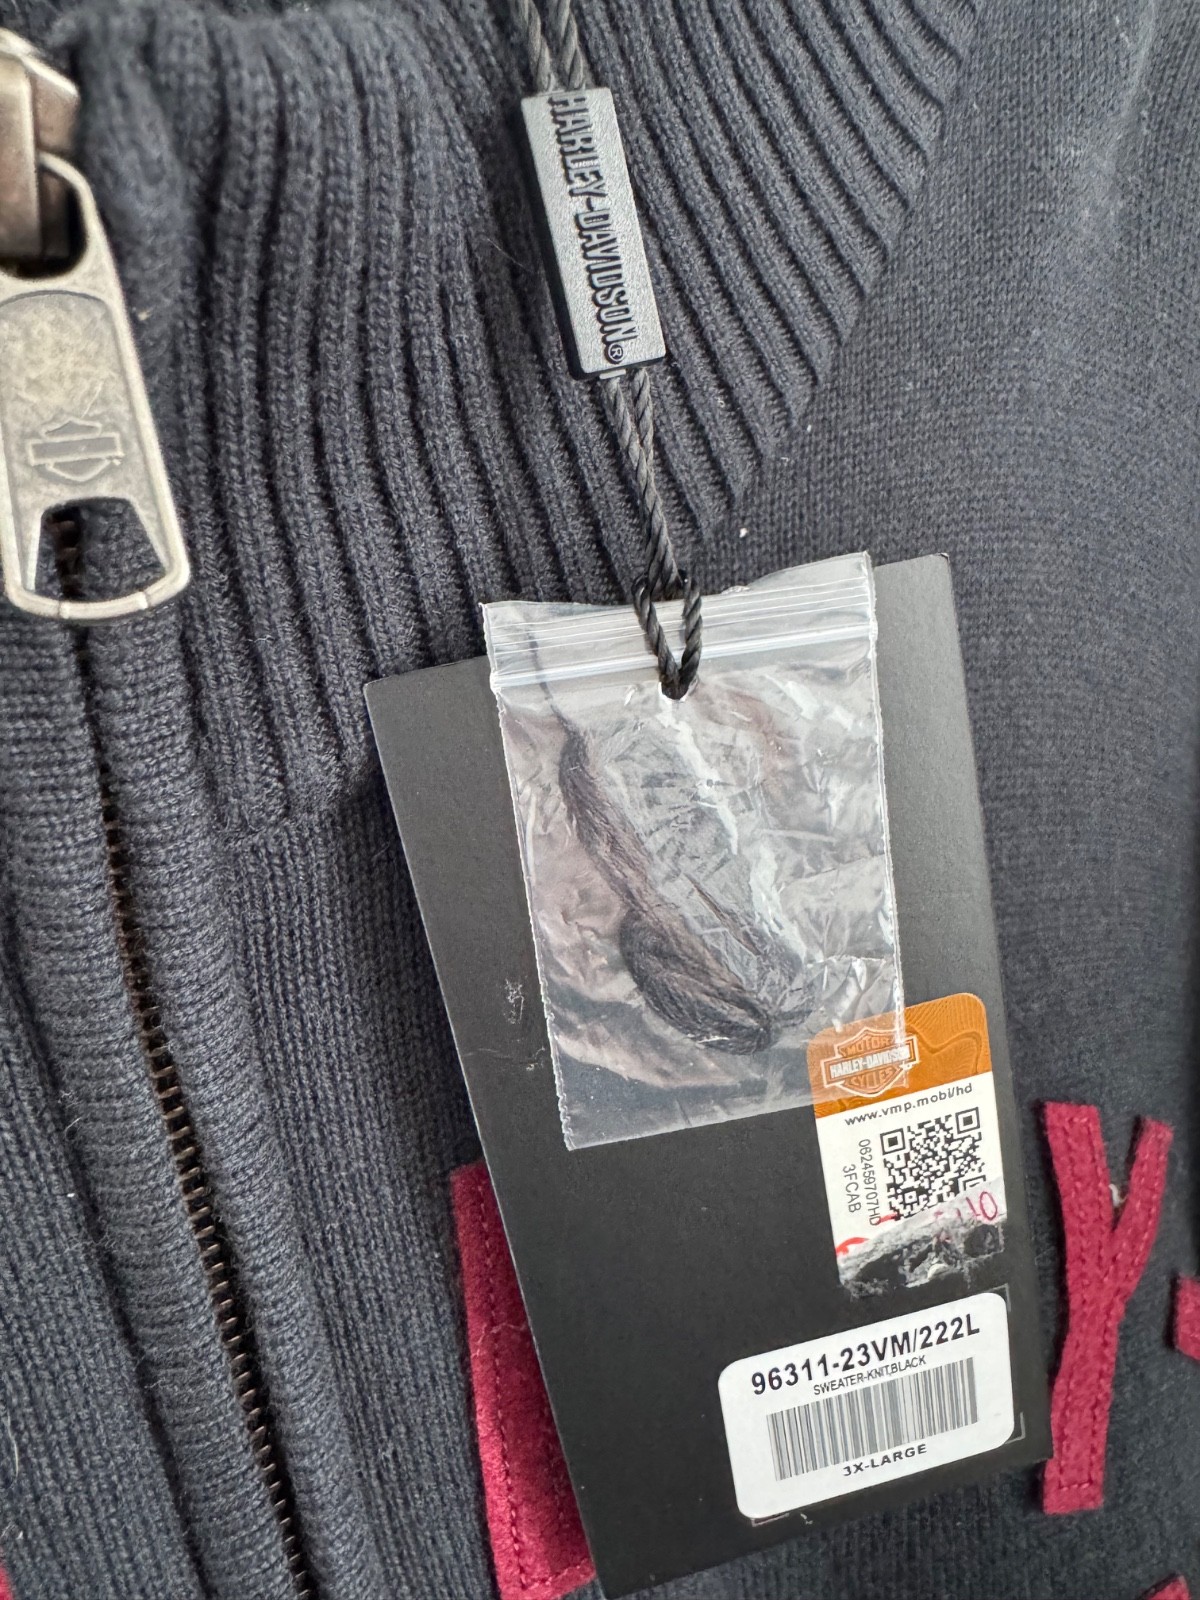 HARLEY-DAVIDSON®
MOTOR
HARLEY-DAVIDSON
CYCLES
www.vmp.mobi/hd
062459707HD
3FCAB
96311-23VM/222L
SWEATER-KNIT,BLACK
3X-LARGE
Y